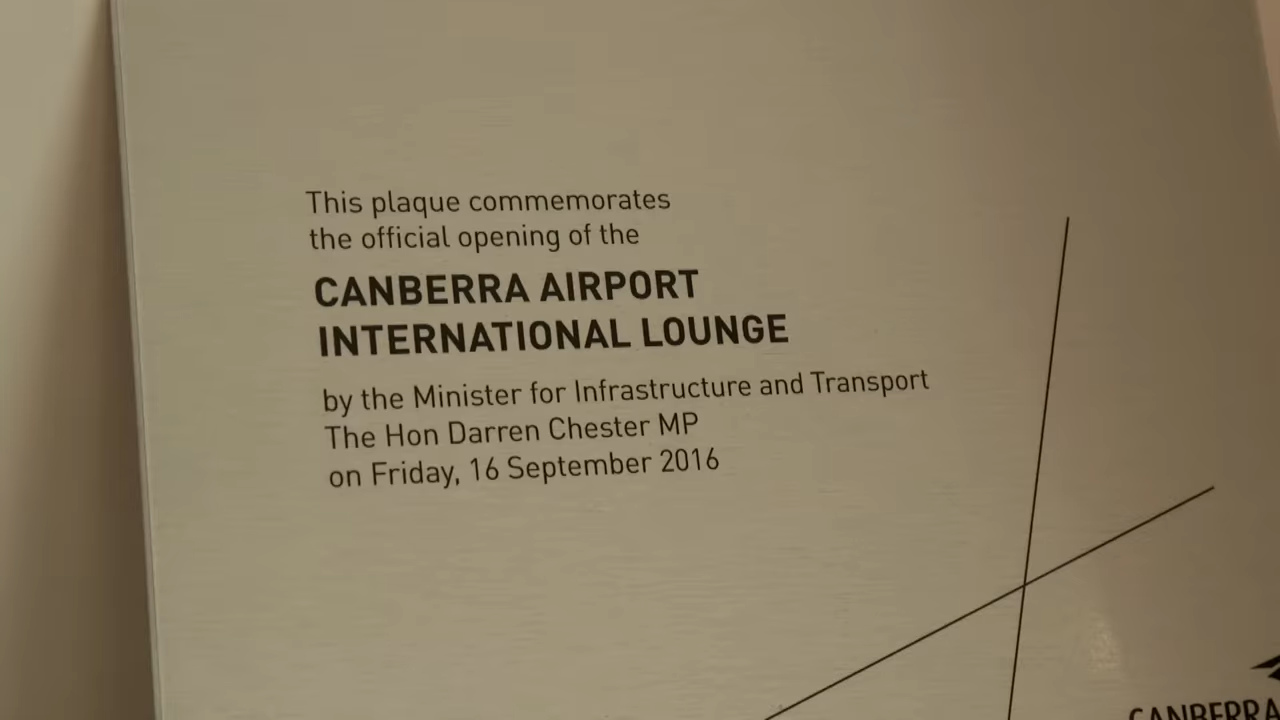 This plaque commemorates
the official opening of the
CANBERRA AIRPORT
INTERNATIONAL LOUNGE
by the Minister for Infrastructure and Transport
The Hon Darren Chester MP
on Friday, 16 September 2016
CANBERRA